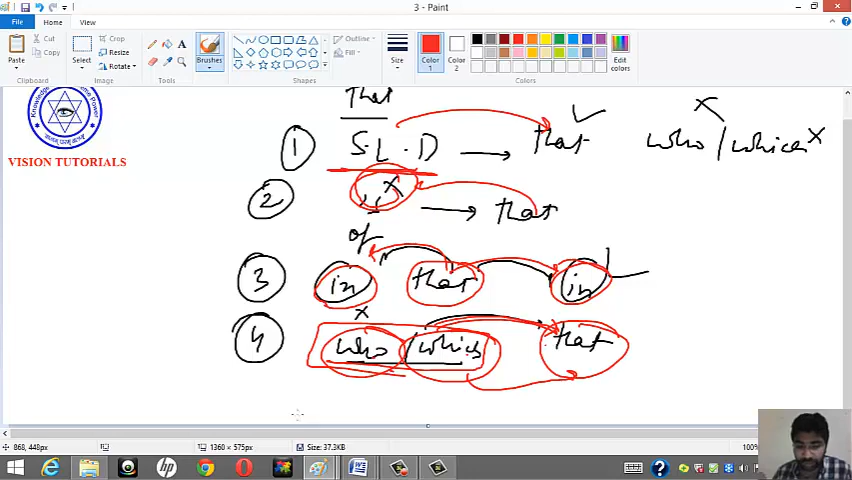 3 - Paint
File Home View
Cut
Copy
Paste
Clipboard
Select
Crop
Resize
Rotate
Image
Tools
Brushes
Shapes
Outline
Fill
Size
Color 1
Color 2
Colors
Edit colors
That
VISION TUTORIALS
1 S.L.D → that ✓ who/which X
2 X → that
of
3 in that in
X
4 who/which that
868, 448px
1360 × 575px
Size: 37.3KB
100%